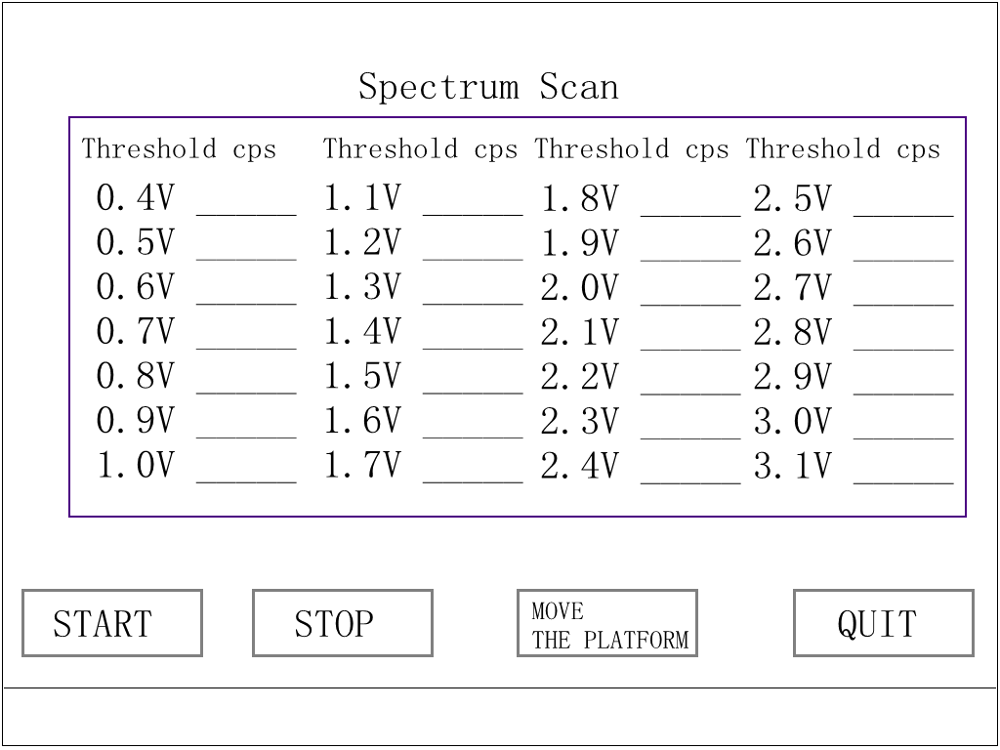 Spectrum Scan
Threshold cps Threshold cps Threshold cps Threshold cps
0.4V ______ 1.1V ______ 1.8V ______ 2.5V ______
0.5V ______ 1.2V ______ 1.9V ______ 2.6V ______
0.6V ______ 1.3V ______ 2.0V ______ 2.7V ______
0.7V ______ 1.4V ______ 2.1V ______ 2.8V ______
0.8V ______ 1.5V ______ 2.2V ______ 2.9V ______
0.9V ______ 1.6V ______ 2.3V ______ 3.0V ______
1.0V ______ 1.7V ______ 2.4V ______ 3.1V ______
START
STOP
MOVE
THE PLATFORM
QUIT